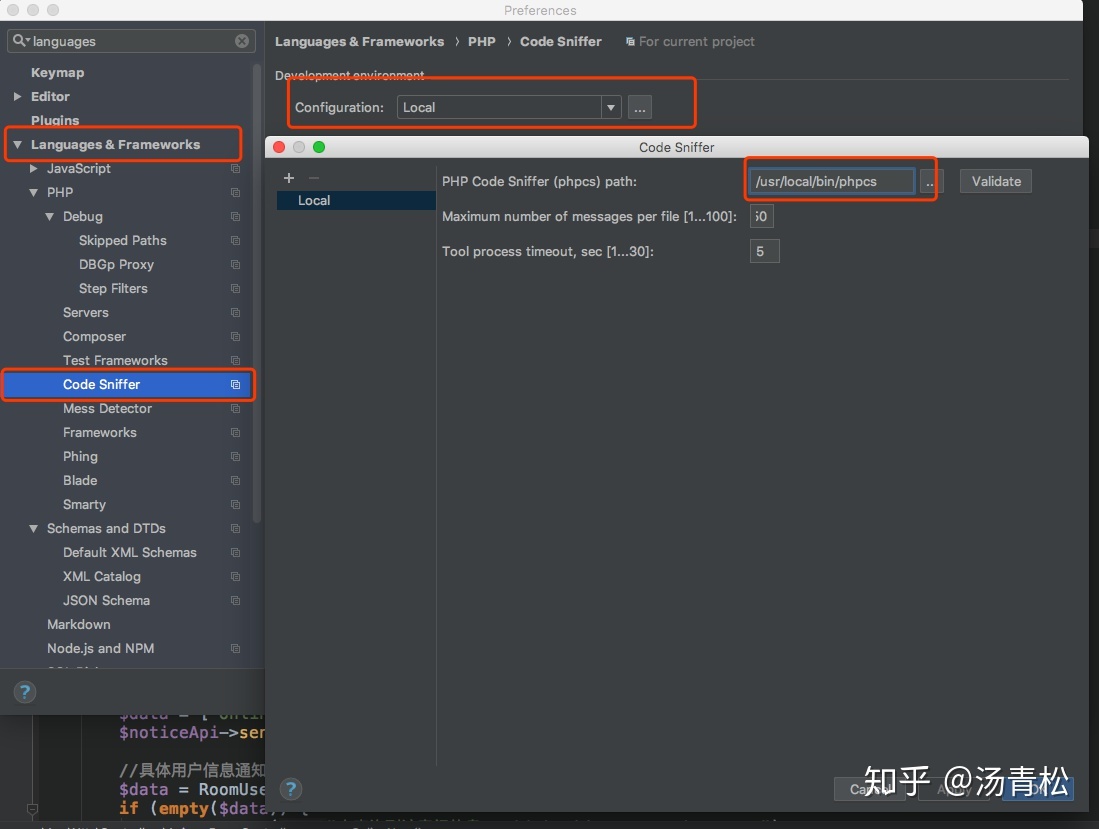 Preferences
languages
Keymap
Editor
Plugins
Languages & Frameworks
JavaScript
PHP
Debug
Skipped Paths
DBGp Proxy
Step Filters
Servers
Composer
Test Frameworks
Code Sniffer
Mess Detector
Frameworks
Phing
Blade
Smarty
Schemas and DTDs
Default XML Schemas
XML Catalog
JSON Schema
Markdown
Node.js and NPM
?
Languages & Frameworks › PHP › Code Sniffer For current project
Development environment
Configuration: Local ...
Code Sniffer
+ −
Local
PHP Code Sniffer (phpcs) path: /usr/local/bin/phpcs .. Validate
Maximum number of messages per file [1...100]: 50
Tool process timeout, sec [1...30]: 5
?
Cancel Apply OK
知乎 @汤青松
$noticeApi->ser
//具体用户信息通知
$data = RoomUse
if (empty($data)) {